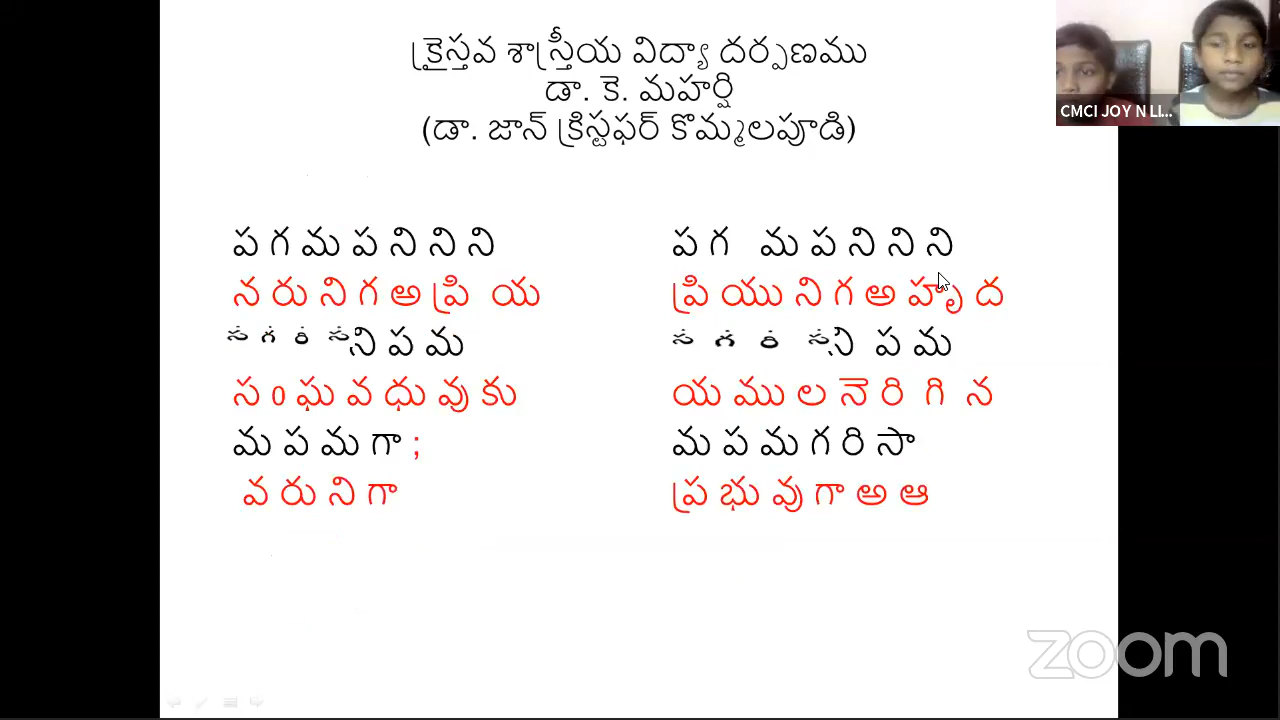 క్రైస్తవ శాస్త్రీయ విద్యా దర్పణము
డా. కె. మహర్షి
(డా. జాన్ క్రిస్టఫర్ కొమ్మలపూడి)
CMCI JOY N LI...
ప గ మ ప ని ని ని
న రు ని గ అ ప్రి య
సં గં రిં సં ని ప మ
స ం ఘ వ ధు వు కు
మ ప మ గా ;
వ రు ని గా
ప గ మ ప ని ని ని
ప్రి యు ని గ అ హృ ద
సં గં రિં సં ని ప మ
య ము ల నె రి గి న
మ ప మ గ రి సా
ప్ర భు వు గా అ ఆ
zoom